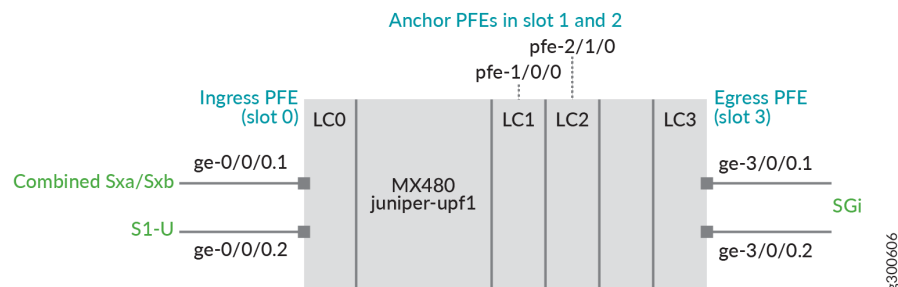 Anchor PFEs in slot 1 and 2
pfe-2/1/0
pfe-1/0/0
Ingress PFE
(slot 0)
LC0
LC1
LC2
LC3
Egress PFE
(slot 3)
ge-0/0/0.1
ge-3/0/0.1
Combined Sxa/Sxb
MX480
juniper-upf1
SGi
S1-U
ge-0/0/0.2
ge-3/0/0.2
g300606